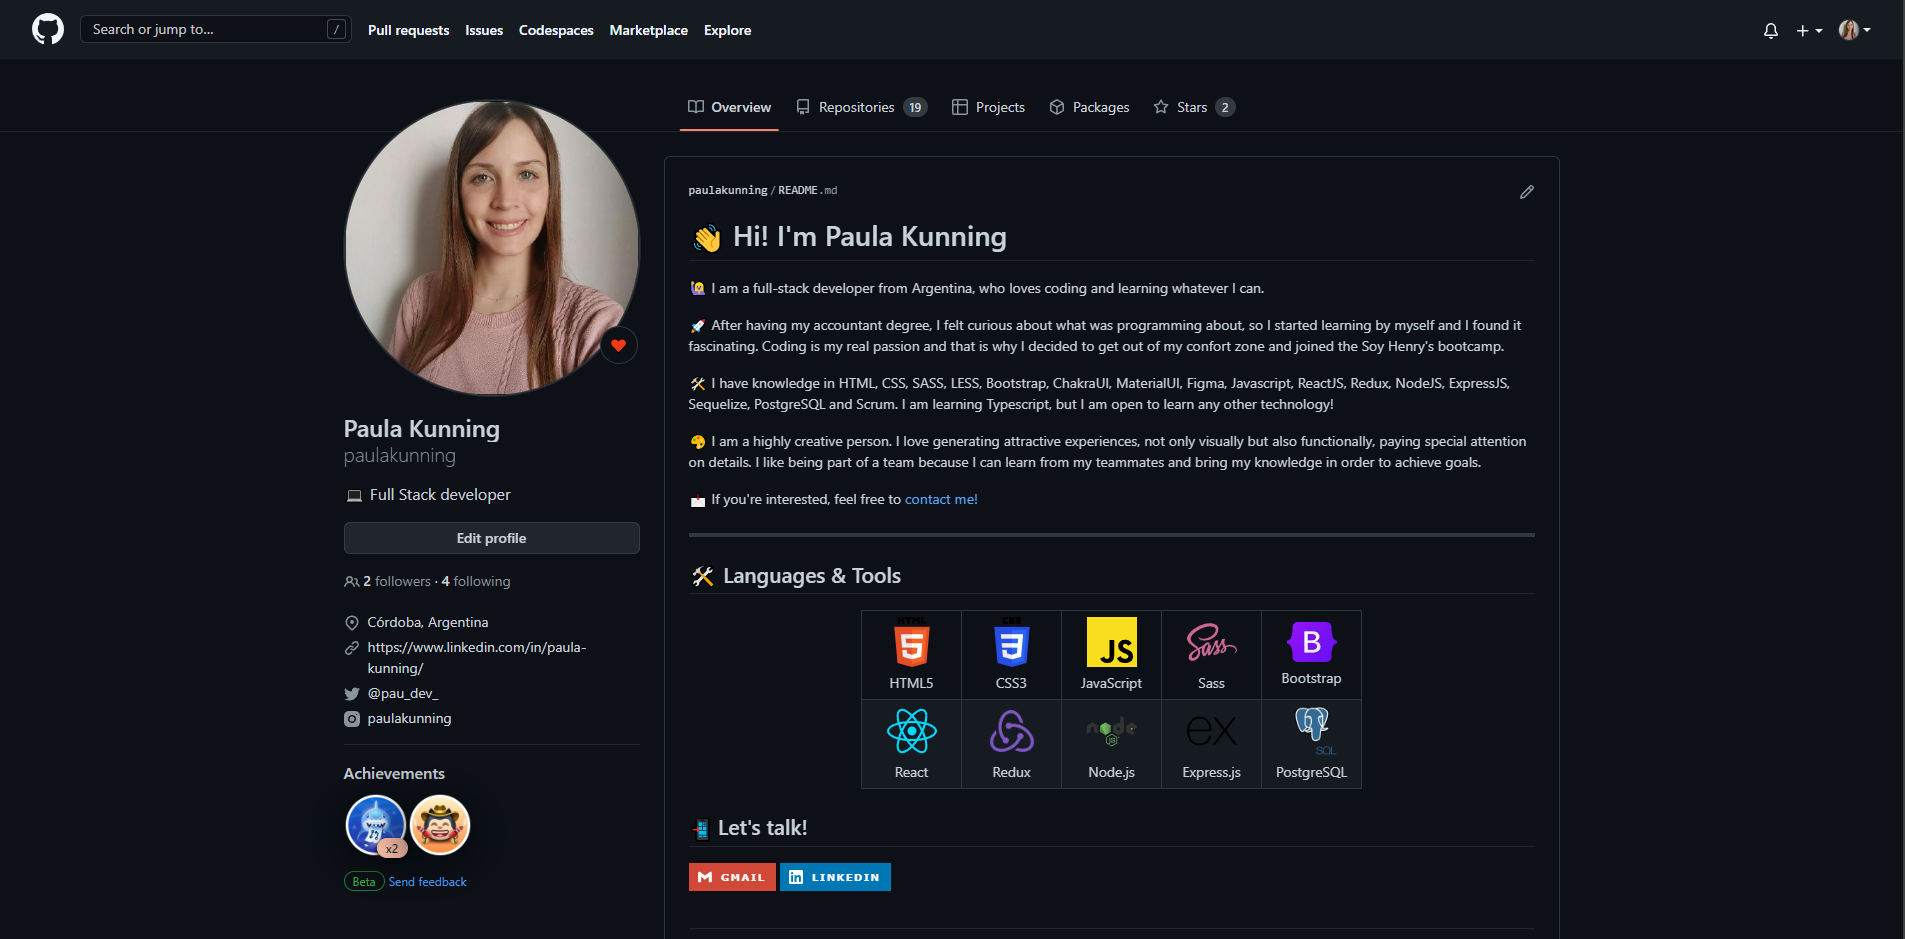 Search or jump to... /
Pull requests Issues Codespaces Marketplace Explore
Overview Repositories 19 Projects Packages Stars 2
Paula Kunning
paulakunning
Full Stack developer
Edit profile
2 followers · 4 following
Córdoba, Argentina
https://www.linkedin.com/in/paula-
kunning/
@pau_dev_
paulakunning
Achievements
x2
Beta Send feedback
paulakunning/README.md
Hi! I'm Paula Kunning
I am a full-stack developer from Argentina, who loves coding and learning whatever I can.
After having my accountant degree, I felt curious about what was programming about, so I started learning by myself and I found it
fascinating. Coding is my real passion and that is why I decided to get out of my confort zone and joined the Soy Henry's bootcamp.
I have knowledge in HTML, CSS, SASS, LESS, Bootstrap, ChakraUI, MaterialUI, Figma, Javascript, ReactJS, Redux, NodeJS, ExpressJS,
Sequelize, PostgreSQL and Scrum. I am learning Typescript, but I am open to learn any other technology!
I am a highly creative person. I love generating attractive experiences, not only visually but also functionally, paying special attention
on details. I like being part of a team because I can learn from my teammates and bring my knowledge in order to achieve goals.
If you're interested, feel free to contact me!
Languages & Tools
HTML CSS JS Sass B
HTML5 CSS3 JavaScript Sass Bootstrap
node JS ex SQL
React Redux Node.js Express.js PostgreSQL
Let's talk!
GMAIL LINKEDIN